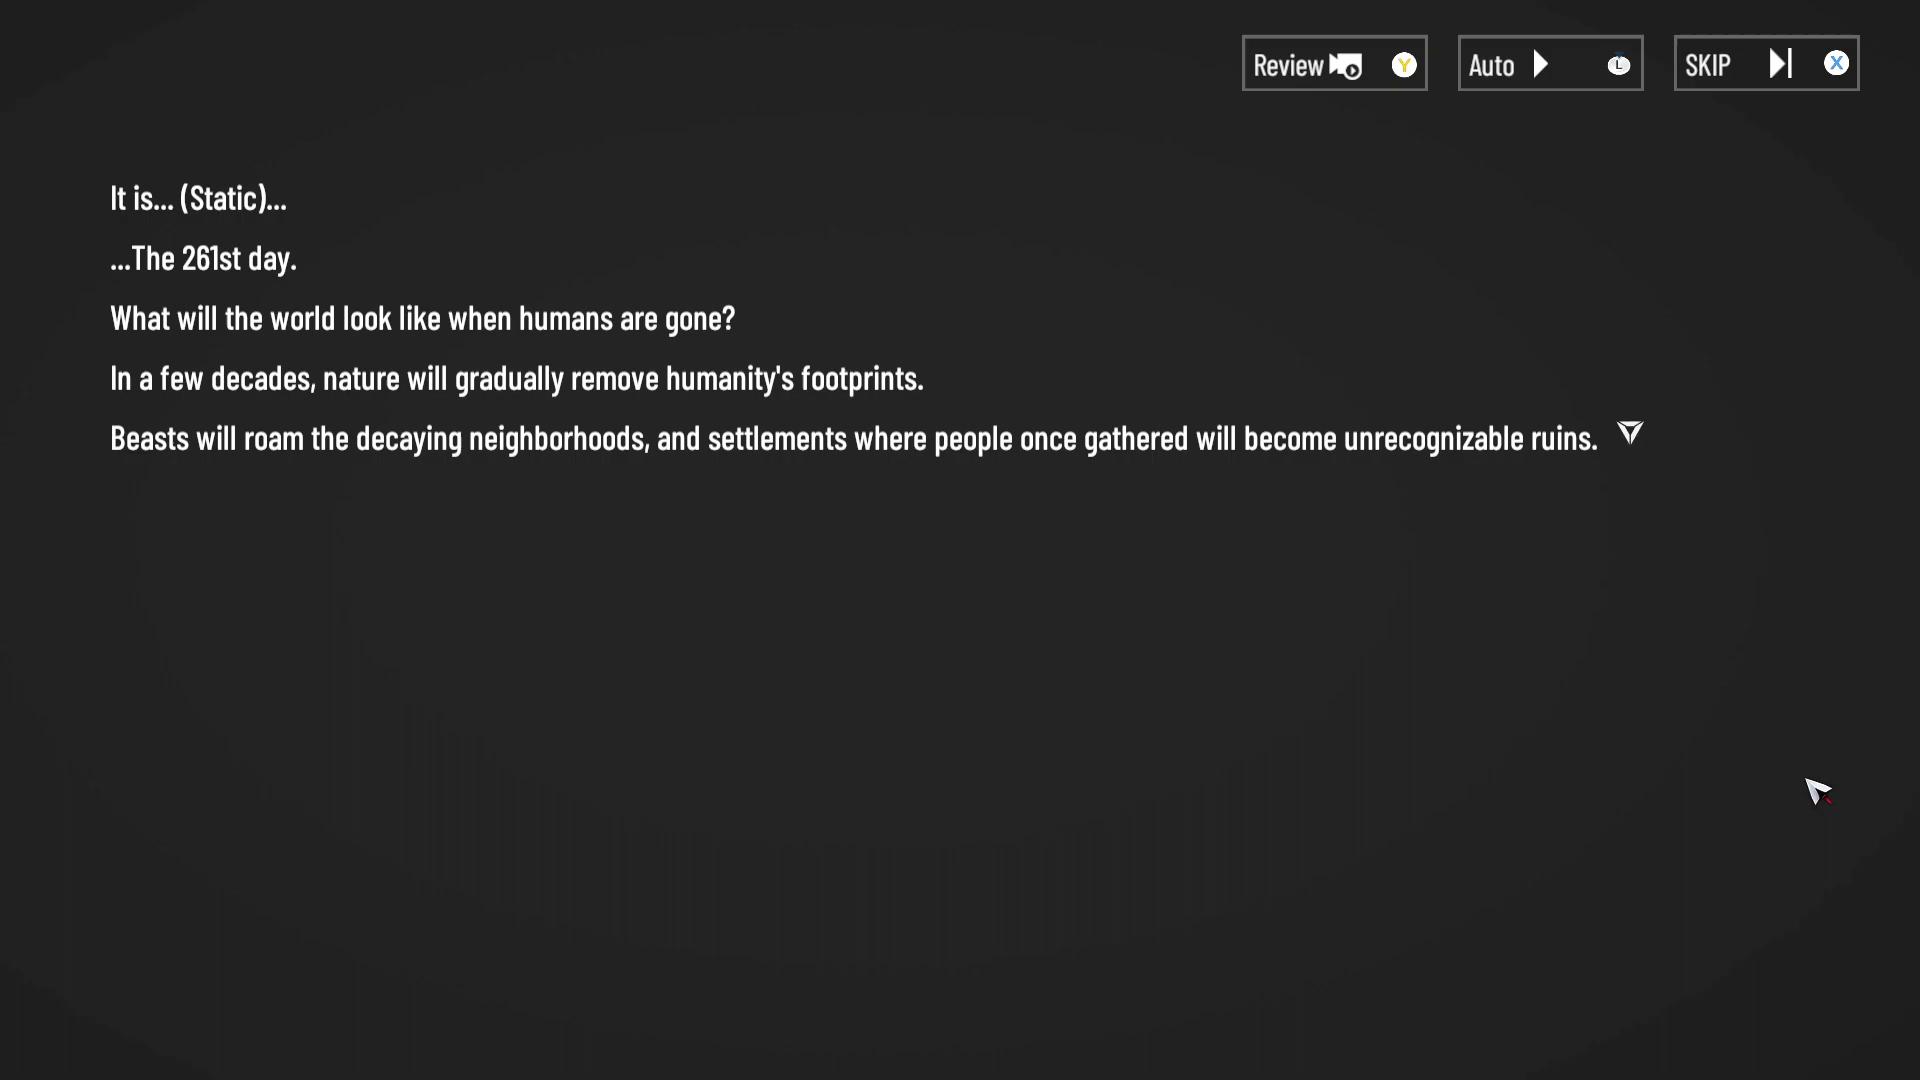 Review Y Auto L SKIP X
It is... (Static)...
...The 261st day.
What will the world look like when humans are gone?
In a few decades, nature will gradually remove humanity's footprints.
Beasts will roam the decaying neighborhoods, and settlements where people once gathered will become unrecognizable ruins.